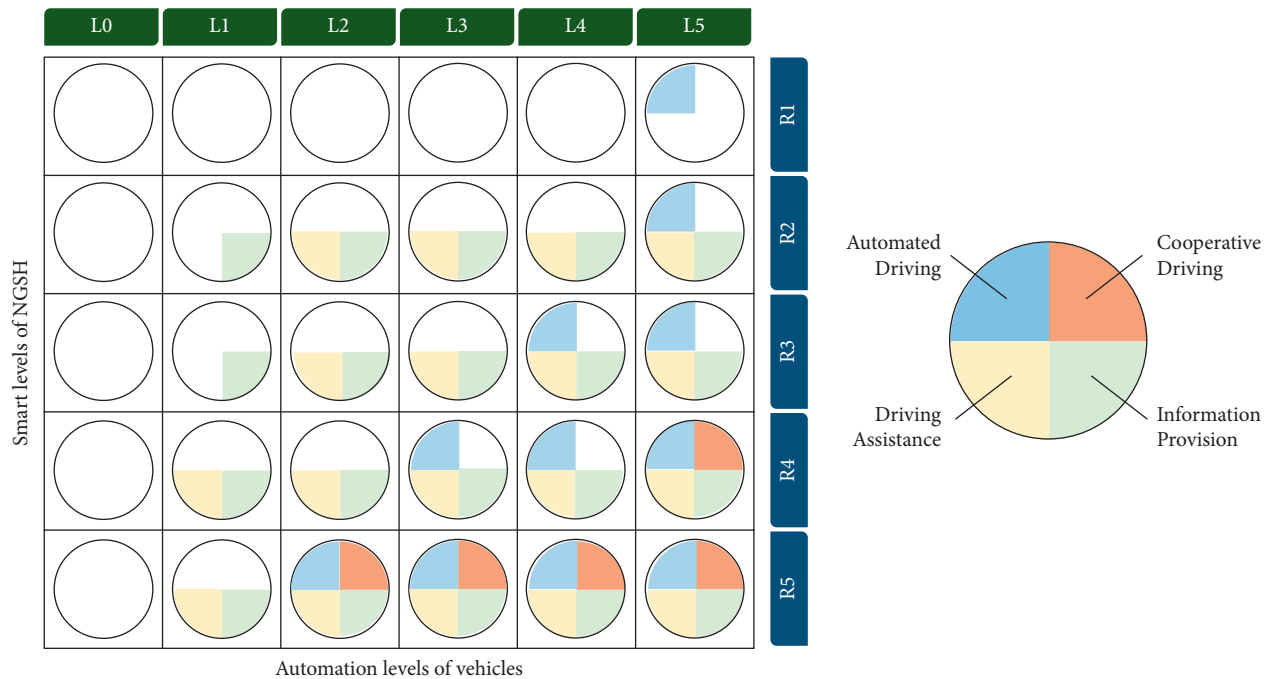 L0 L1 L2 L3 L4 L5
R1
R2
R3
R4
R5
Smart levels of NGSH
Automation levels of vehicles
Automated
Driving
Cooperative
Driving
Driving
Assistance
Information
Provision